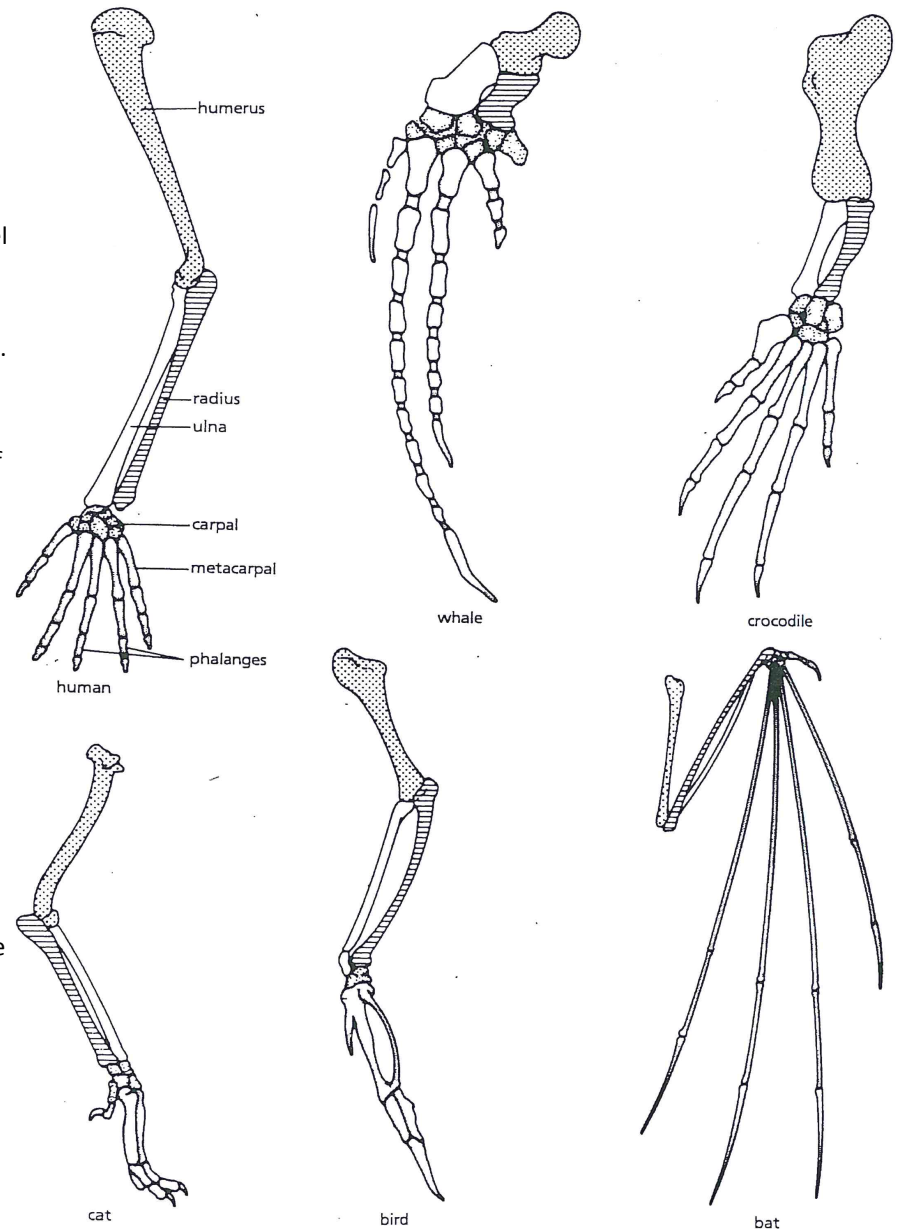 humerus
radius
ulna
carpal
metacarpal
phalanges
human
whale
crocodile
cat
bird
bat